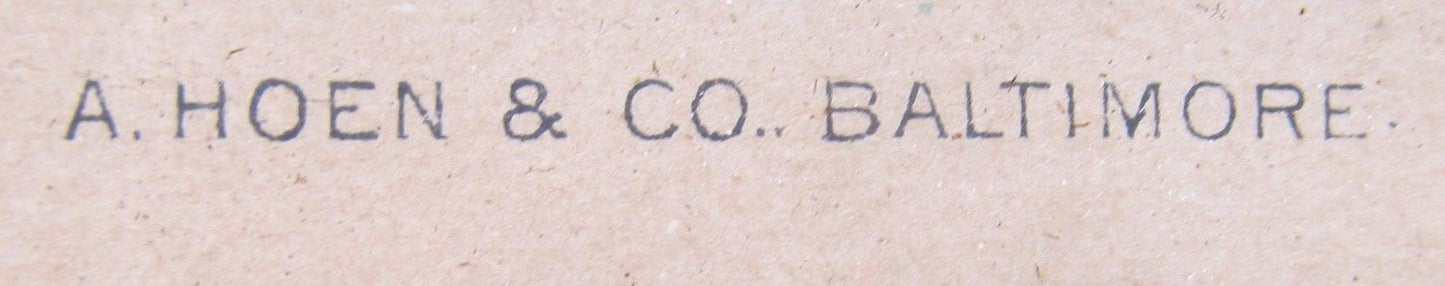 A. HOEN & CO.. BALTIMORE.